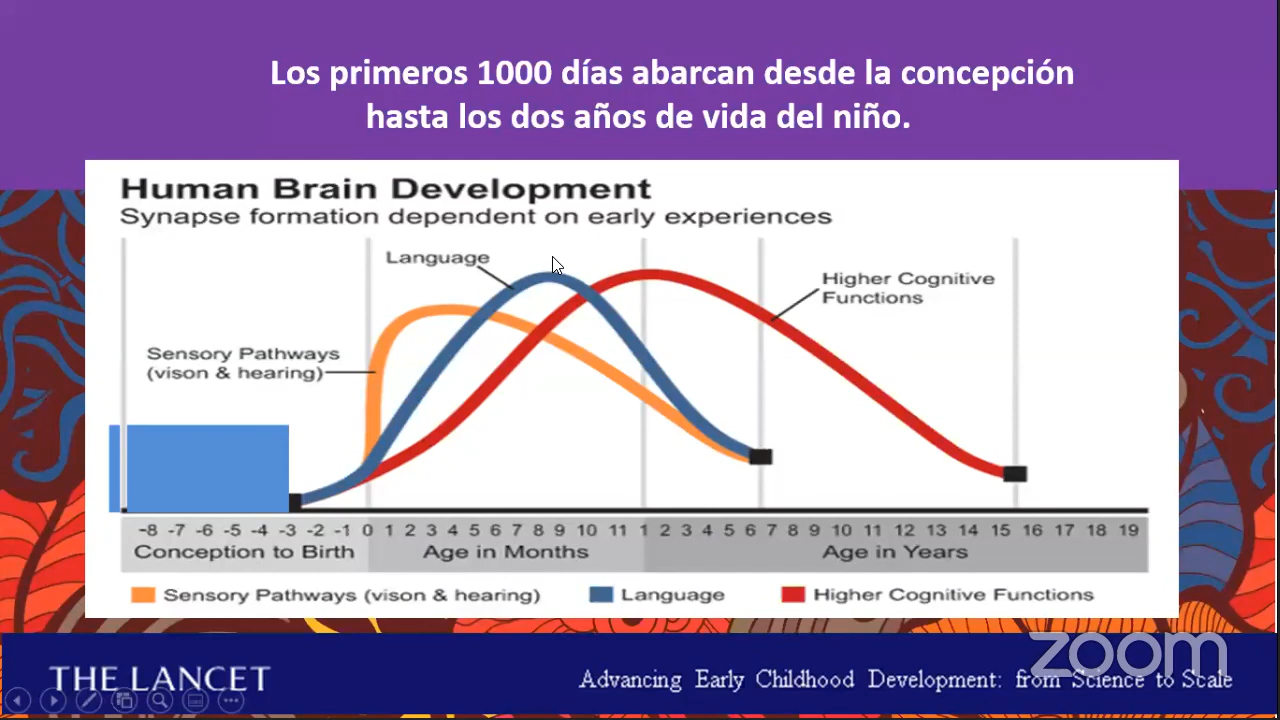 Los primeros 1000 días abarcan desde la concepción
hasta los dos años de vida del niño.
Human Brain Development
Synapse formation dependent on early experiences
Language
Higher Cognitive
Functions
Sensory Pathways
(vison & hearing)
-8 -7 -6 -5 -4 -3 -2 -1 0 1 2 3 4 5 6 7 8 9 10 11 1 2 3 4 5 6 7 8 9 10 11 12 13 14 15 16 17 18 19
Conception to Birth Age in Months Age in Years
Sensory Pathways (vison & hearing) Language Higher Cognitive Functions
zoom
THE LANCET
Advancing Early Childhood Development: from Science to Scale